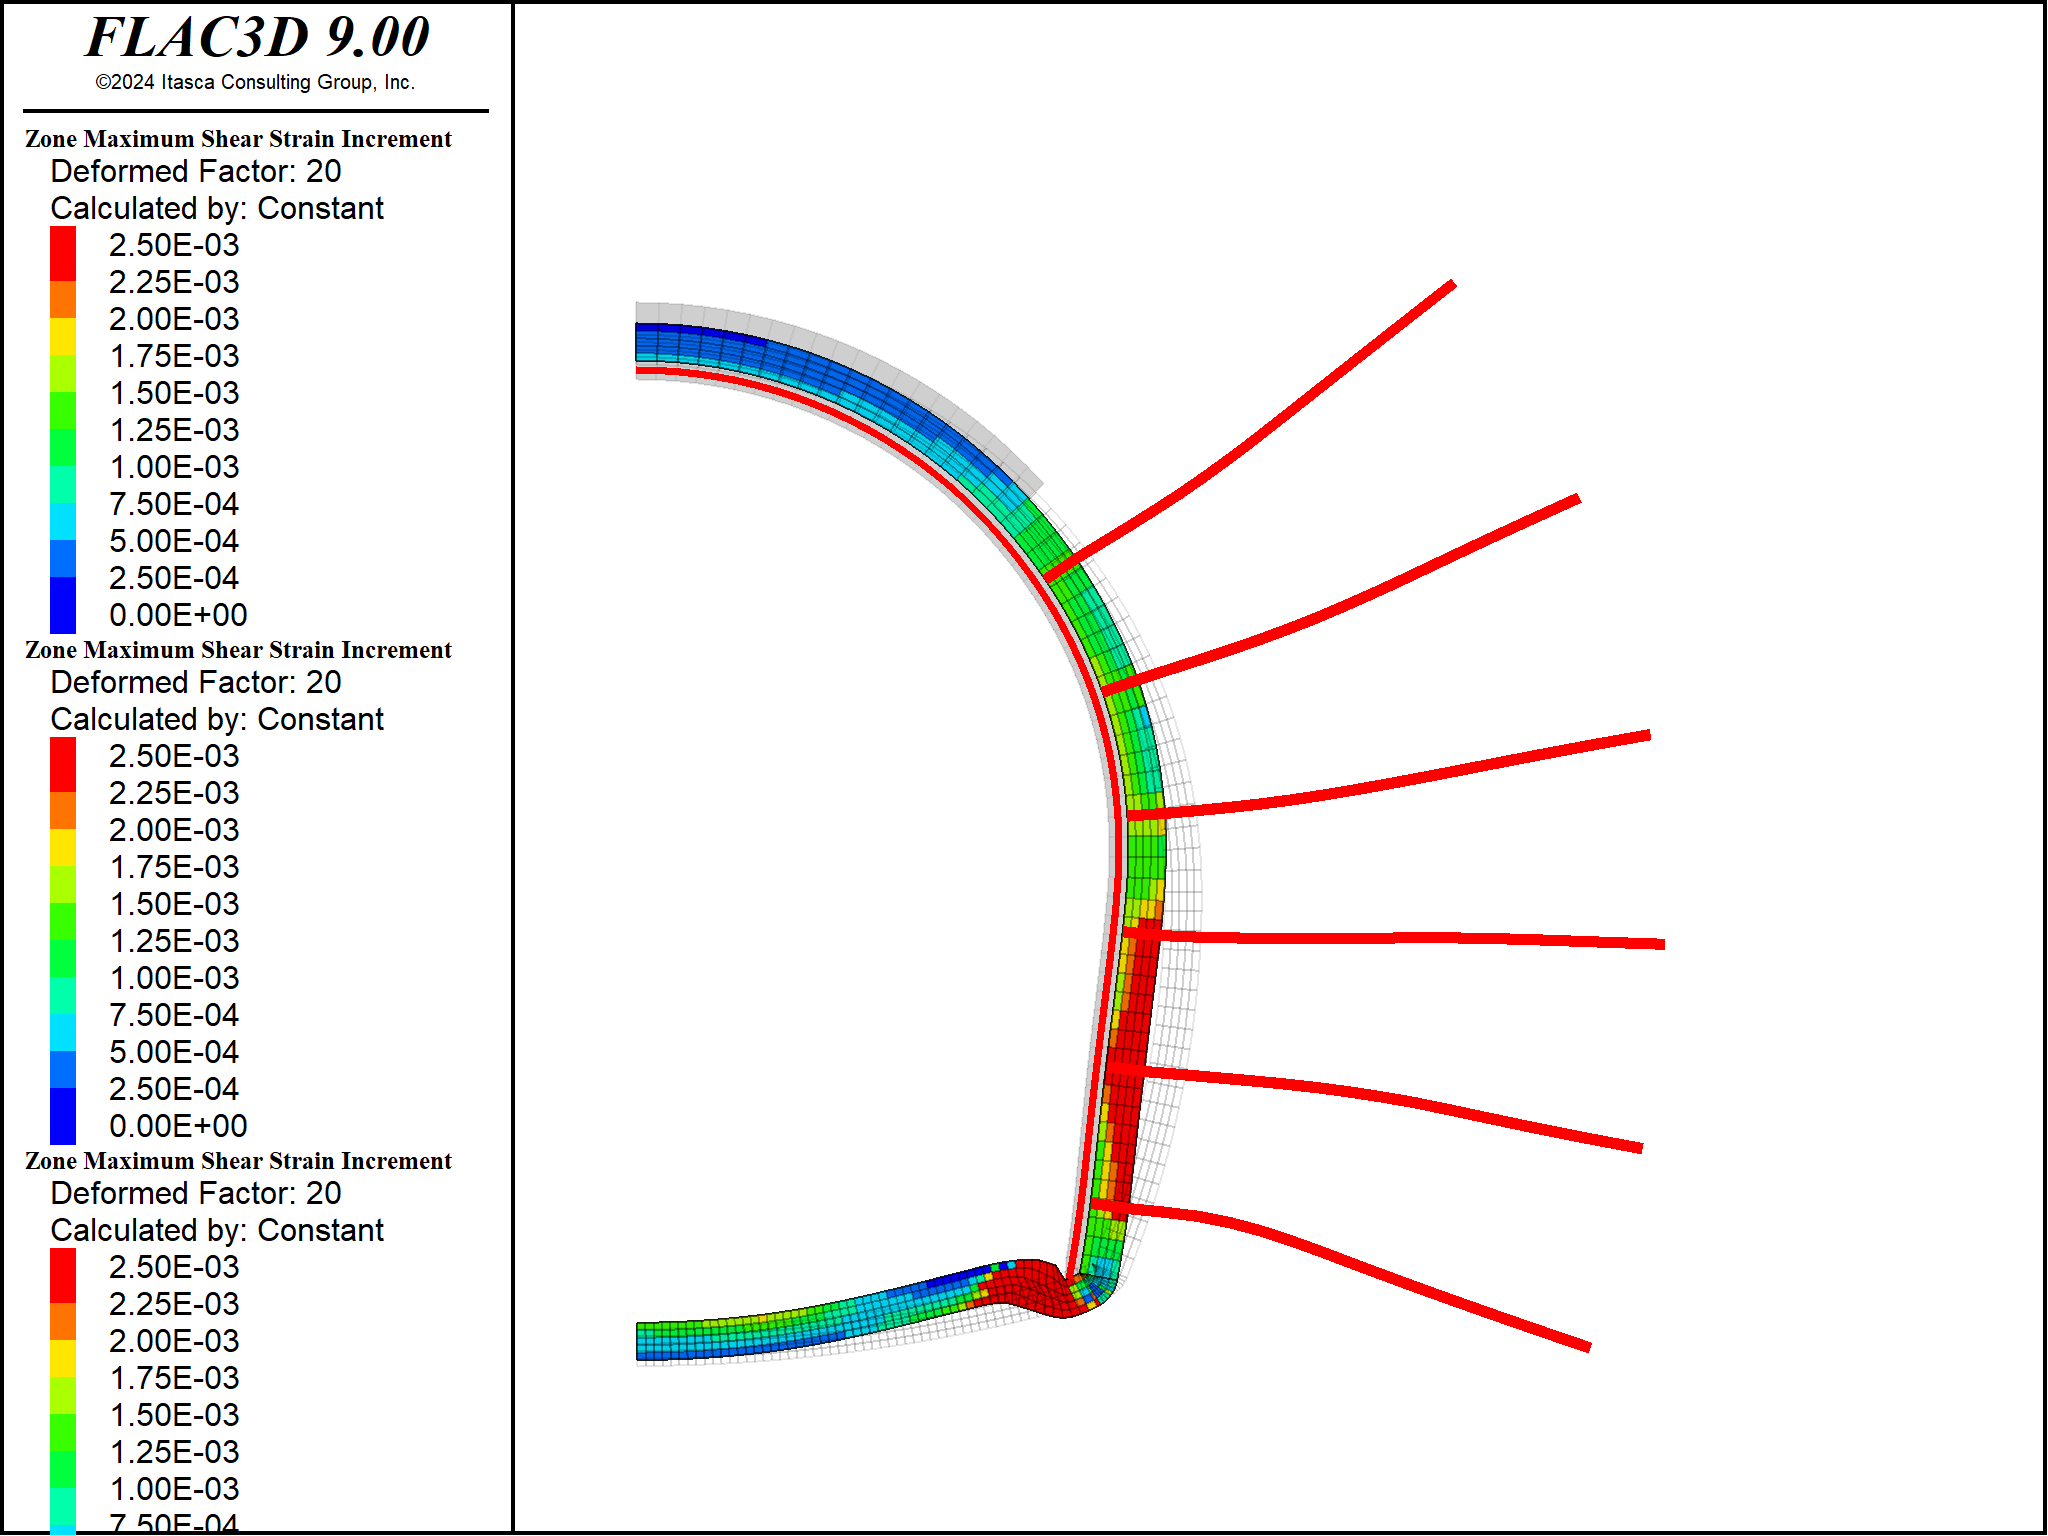 FLAC3D 9.00
©2024 Itasca Consulting Group, Inc.
Zone Maximum Shear Strain Increment
Deformed Factor: 20
Calculated by: Constant
2.50E-03
2.25E-03
2.00E-03
1.75E-03
1.50E-03
1.25E-03
1.00E-03
7.50E-04
5.00E-04
2.50E-04
0.00E+00
Zone Maximum Shear Strain Increment
Deformed Factor: 20
Calculated by: Constant
2.50E-03
2.25E-03
2.00E-03
1.75E-03
1.50E-03
1.25E-03
1.00E-03
7.50E-04
5.00E-04
2.50E-04
0.00E+00
Zone Maximum Shear Strain Increment
Deformed Factor: 20
Calculated by: Constant
2.50E-03
2.25E-03
2.00E-03
1.75E-03
1.50E-03
1.25E-03
1.00E-03
7.50E-04